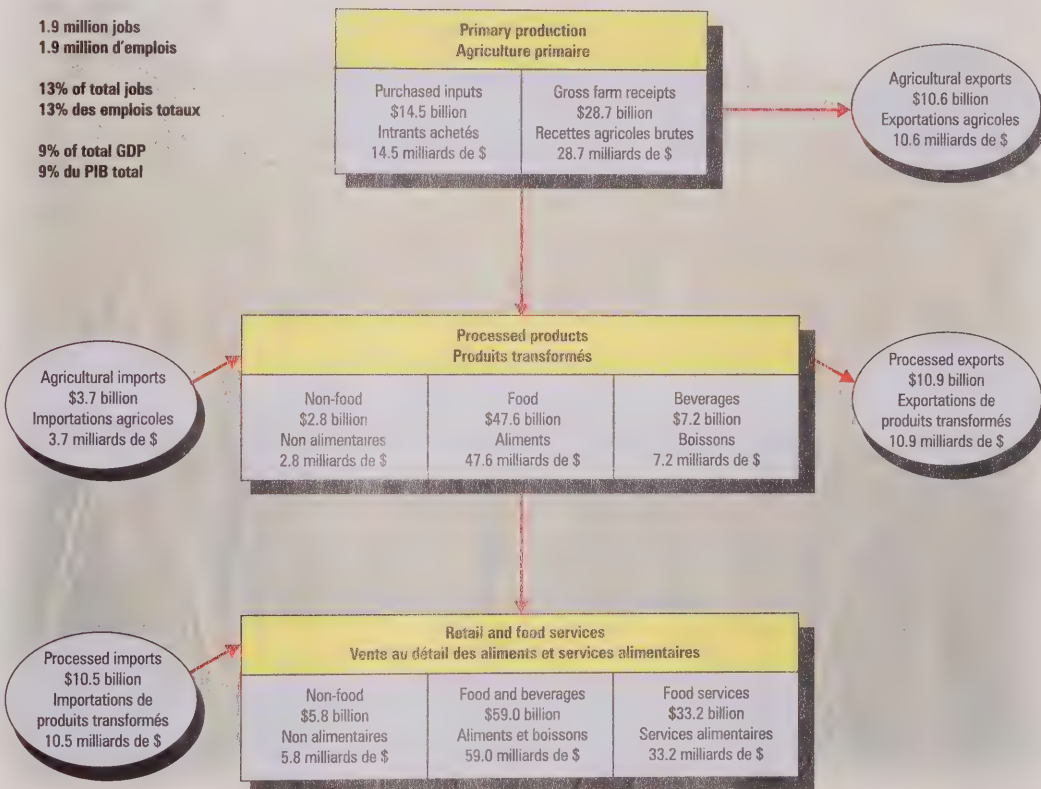 1.9 million jobs
1.9 million d'emplois
13% of total jobs
13% des emplois totaux
9% of total GDP
9% du PIB total
Primary production
Agriculture primaire
Purchased inputs
$14.5 billion
Intrants achetés
14.5 milliards de $
Gross farm receipts
$28.7 billion
Recettes agricoles brutes
28.7 milliards de $
Agricultural exports
$10.6 billion
Exportations agricoles
10.6 milliards de $
Agricultural imports
$3.7 billion
Importations agricoles
3.7 milliards de $
Processed products
Produits transformés
Non-food
$2.8 billion
Non alimentaires
2.8 milliards de $
Food
$47.6 billion
Aliments
47.6 milliards de $
Beverages
$7.2 billion
Boissons
7.2 milliards de $
Processed exports
$10.9 billion
Exportations de
produits transformés
10.9 milliards de $
Processed imports
$10.5 billion
Importations de
produits transformés
10.5 milliards de $
Retail and food services
Vente au détail des aliments et services alimentaires
Non-food
$5.8 billion
Non alimentaires
5.8 milliards de $
Food and beverages
$59.0 billion
Aliments et boissons
59.0 milliards de $
Food services
$33.2 billion
Services alimentaires
33.2 milliards de $